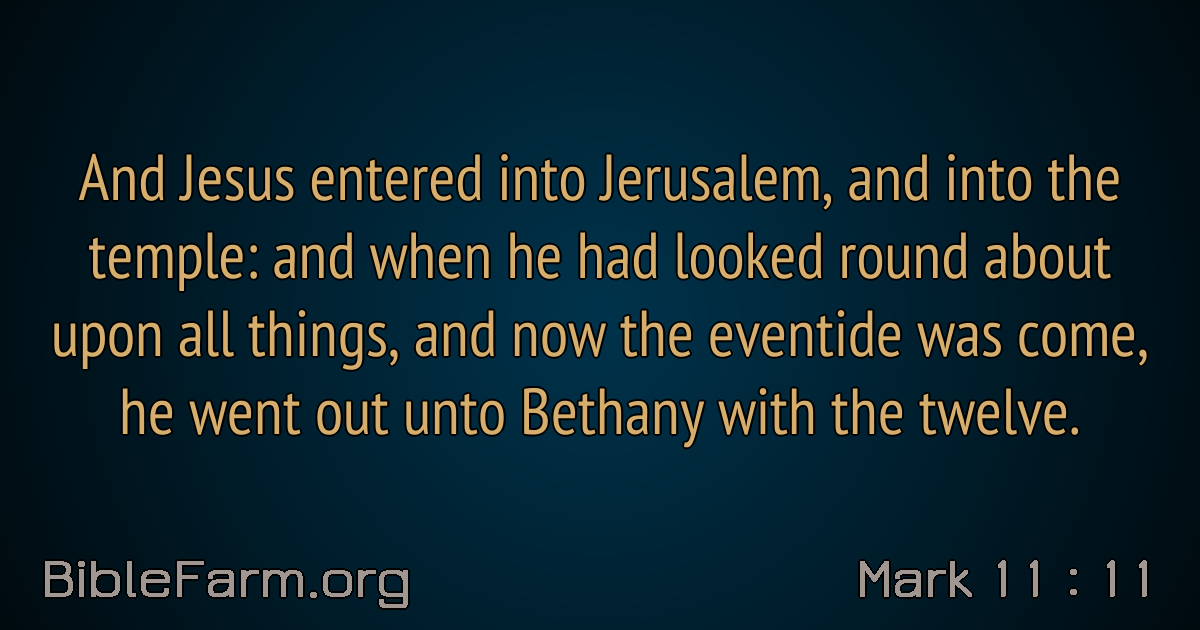 And Jesus entered into Jerusalem, and into the
temple: and when he had looked round about
upon all things, and now the eventide was come,
he went out unto Bethany with the twelve.
BibleFarm.org
Mark 11 : 11